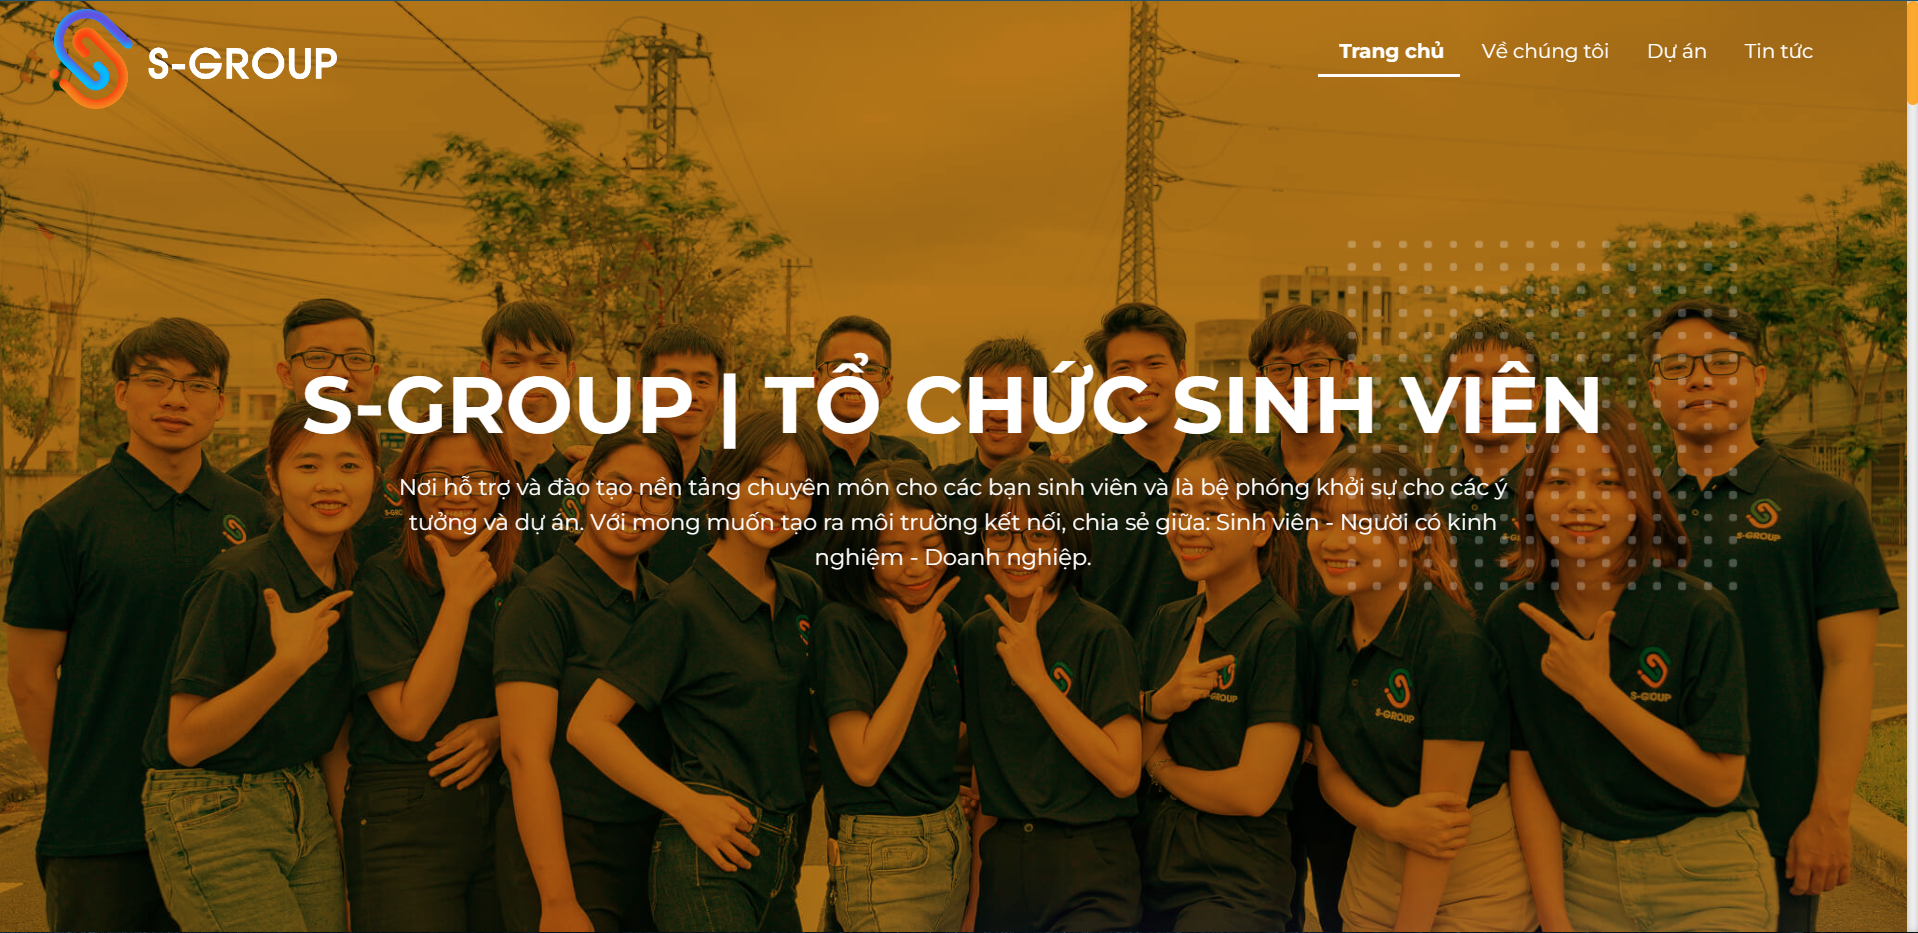 S-GROUP
Trang chủ Về chúng tôi Dự án Tin tức
S-GROUP | TỔ CHỨC SINH VIÊN
Nơi hỗ trợ và đào tạo nền tảng chuyên môn cho các bạn sinh viên và là bệ phóng khởi sự cho các ý
tưởng và dự án. Với mong muốn tạo ra môi trường kết nối, chia sẻ giữa: Sinh viên - Người có kinh
nghiệm - Doanh nghiệp.
S-GROUP
S-GROUP
S-GROUP
S-GROUP